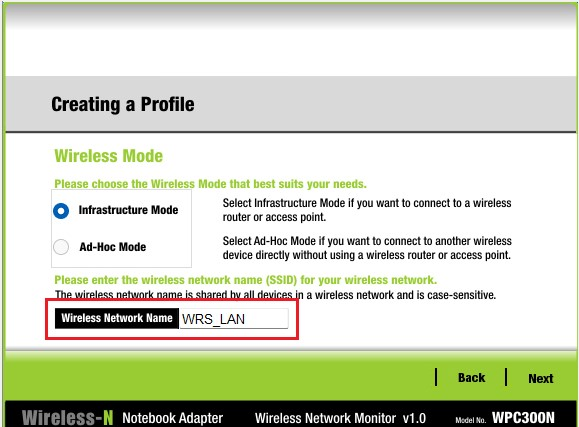 Creating a Profile
Wireless Mode
Please choose the Wireless Mode that best suits your needs.
Infrastructure Mode
Select Infrastructure Mode if you want to connect to a wireless
router or access point.
Ad-Hoc Mode
Select Ad-Hoc Mode if you want to connect to another wireless
device directly without using a wireless router or access point.
Please enter the wireless network name (SSID) for your wireless network.
The wireless network name is shared by all devices in a wireless network and is case-sensitive.
Wireless Network Name WRS_LAN
Back Next
Wireless-N Notebook Adapter Wireless Network Monitor v1.0 Model No. WPC300N